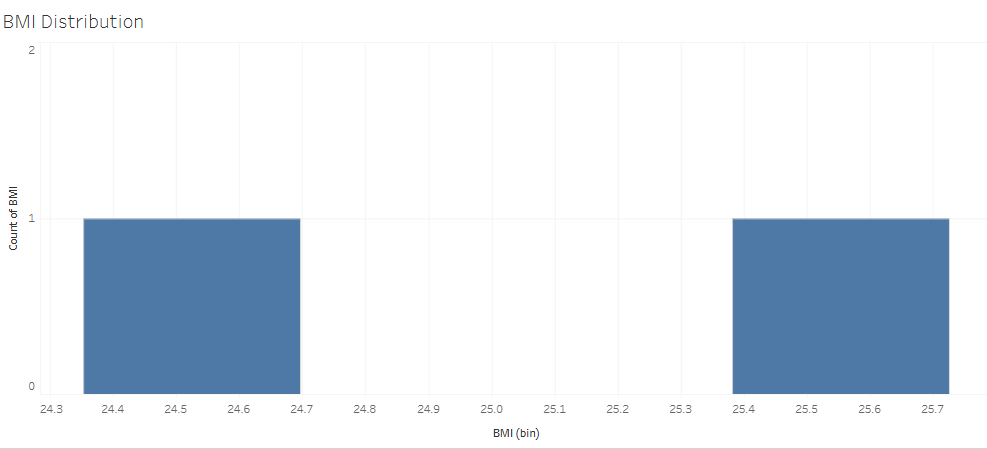 BMI Distribution
2
1
0
Count of BMI
24.3 24.4 24.5 24.6 24.7 24.8 24.9 25.0 25.1 25.2 25.3 25.4 25.5 25.6 25.7
BMI (bin)